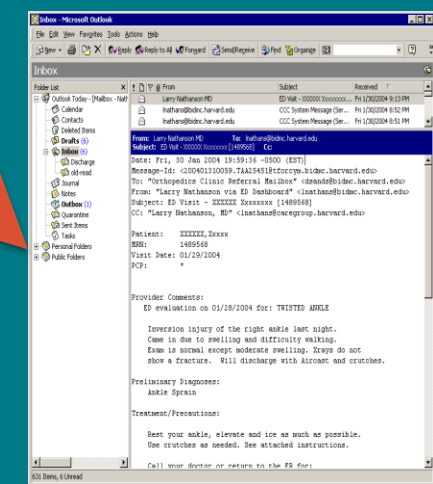 Inbox - Microsoft Outlook
File Edit View Favorites Tools Actions Help
New Reply Reply to All Forward Send/Receive Find Organize
Inbox
Folder List X
Outlook Today - [Mailbox - Nath
Calendar
Contacts
Deleted Items
Drafts (6)
Inbox (6)
Discharge
old-read
Journal
Notes
Outbox (1)
Quarantine
Sent Items
Tasks
Personal Folders
Public Folders
From Subject Received
Larry Nathanson MD ED Visit - XXXXXX Xxxxxxxx... Fri 1/30/2004 9:13 PM
lnathans@bidmc.harvard.edu CCC System Message (Ser... Fri 1/30/2004 8:52 PM
lnathans@bidmc.harvard.edu CCC System Message (Ser... Fri 1/30/2004 8:51 PM
From: Larry Nathanson MD To: lnathans@bidmc.harvard.edu
Subject: ED Visit - XXXXXX Xxxxxxxx [1489568] Cc:
Date: Fri, 30 Jan 2004 19:59:36 -0500 (EST)
Message-Id: <200401310059.TAA25451@tforcym.bidmc.harvard.edu>
To: "Orthopedics Clinic Referral Mailbox" <dsands@bidmc.harvard.edu>
From: "Larry Nathanson via ED Dashboard" <lnathans@bidmc.harvard.edu>
Subject: ED Visit - XXXXXX Xxxxxxxx [1489568]
CC: "Larry Nathanson, MD" <lnathans@caregroup.harvard.edu>
Patient: XXXXXX,Xxxxx
MRN: 1489568
Visit Date: 01/29/2004
PCP: *
Provider Comments:
ED evaluation on 01/28/2004 for: TWISTED ANKLE
Inversion injury of the right ankle last night.
Came in due to swelling and difficulty walking.
Exam is normal except moderate swelling. Xrays do not
show a fracture. Will discharge with Aircast and crutches.
Preliminary Diagnoses:
Ankle Sprain
Treatment/Precautions:
Rest your ankle, elevate and ice as much as possible.
Use crutches as needed. See attached instructions.
Call your doctor or return to the ER for:
631 Items, 6 Unread